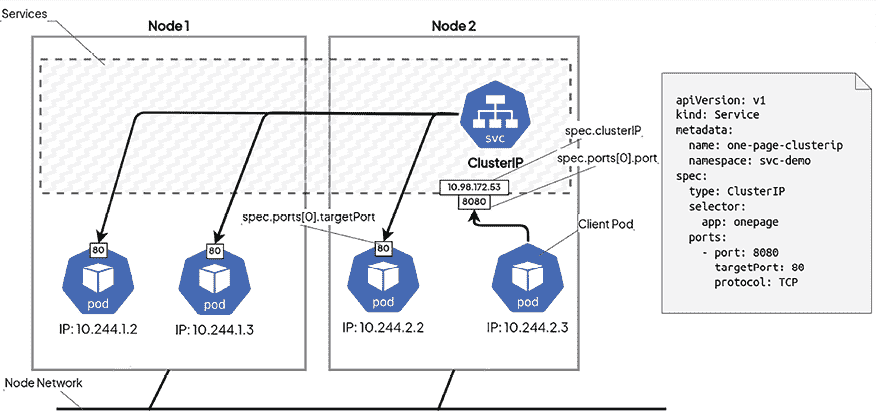 Services
Node 1
Node 2
svc
ClusterIP
spec.clusterIP
spec.ports[0].port
10.98.172.53
8080
spec.ports[0].targetPort
Client Pod
80
80
80
pod
pod
pod
pod
IP: 10.244.1.2
IP: 10.244.1.3
IP: 10.244.2.2
IP: 10.244.2.3
Node Network
apiVersion: v1
kind: Service
metadata:
  name: one-page-clusterip
  namespace: svc-demo
spec:
  type: ClusterIP
  selector:
    app: onepage
  ports:
    - port: 8080
      targetPort: 80
      protocol: TCP